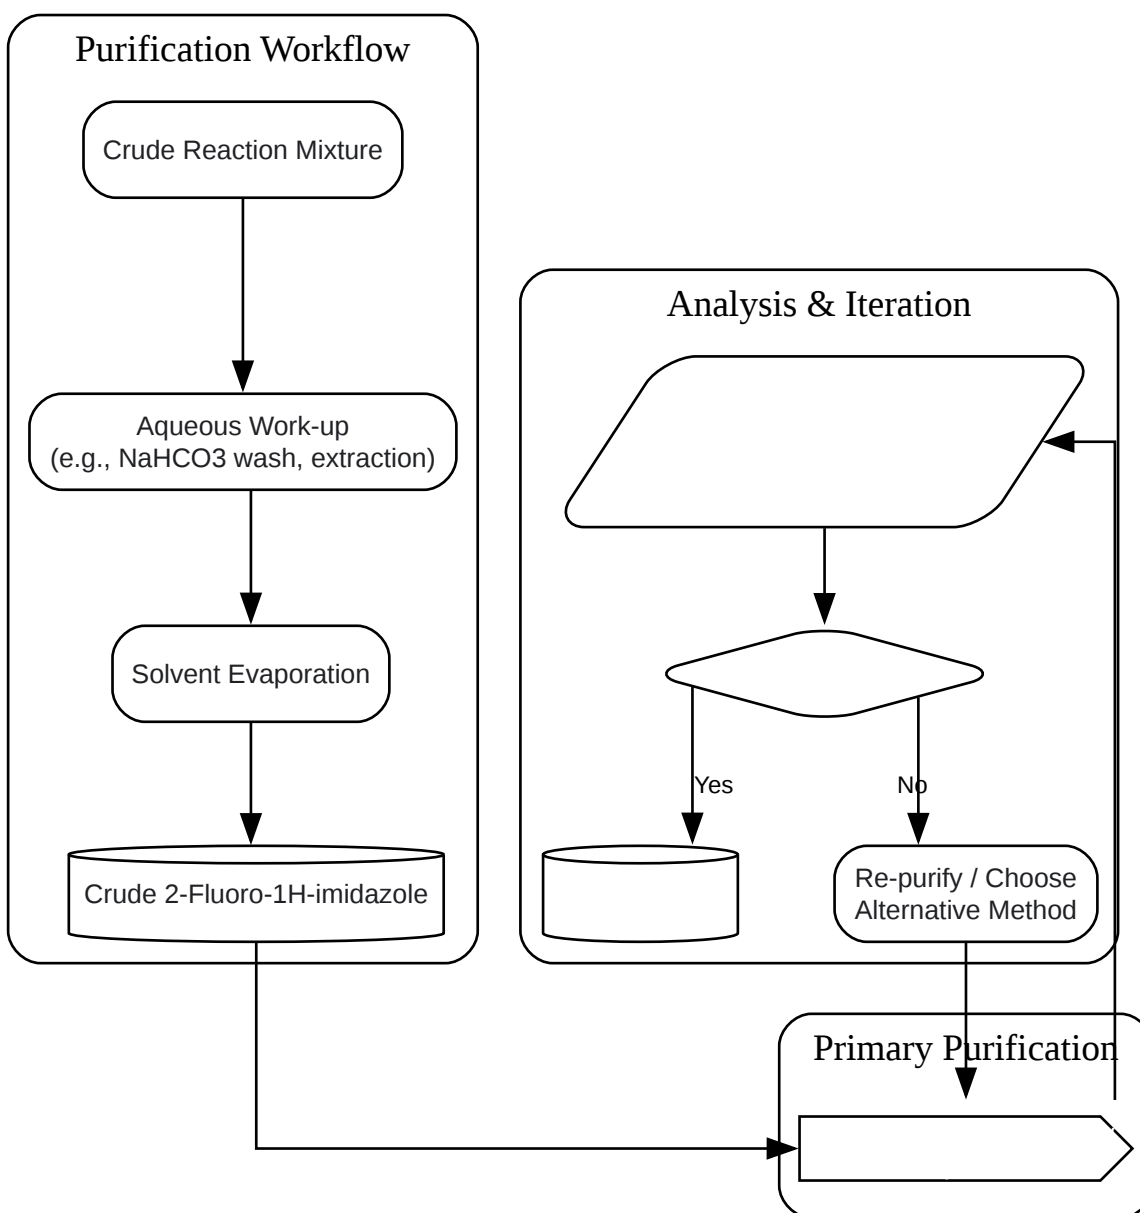 Purification Workflow
Crude Reaction Mixture
Aqueous Work-up
(e.g., NaHCO3 wash, extraction)
Solvent Evaporation
Crude 2-Fluoro-1H-imidazole
Analysis & Iteration
Yes
No
Re-purify / Choose
Alternative Method
Primary Purification